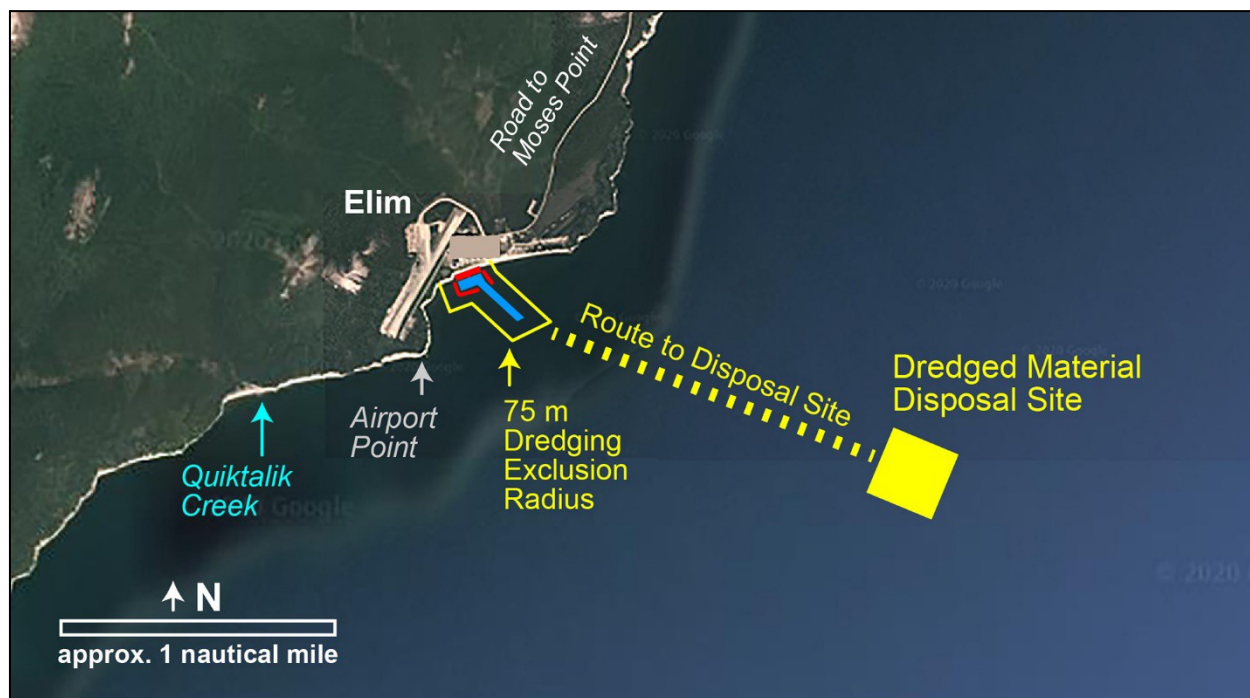 Road to
Moses Point
© 2020 Google
Elim
© 2020 Google
© 2020 Google
Route to Disposal Site
Dredged Material
Disposal Site
Airport
Point
75 m
Dredging
Exclusion
Radius
Quiktalik
Creek
Google
© 2020
N
approx. 1 nautical mile